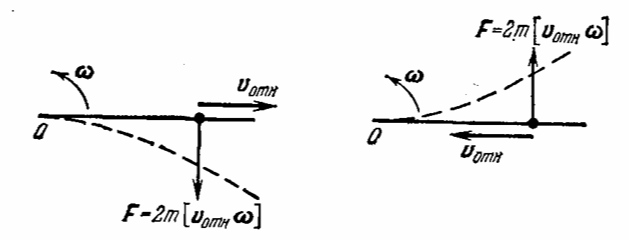 ω
v_отн
O
F=2m[v_отн ω]
F=2m[v_отн ω]
ω
O
v_отн